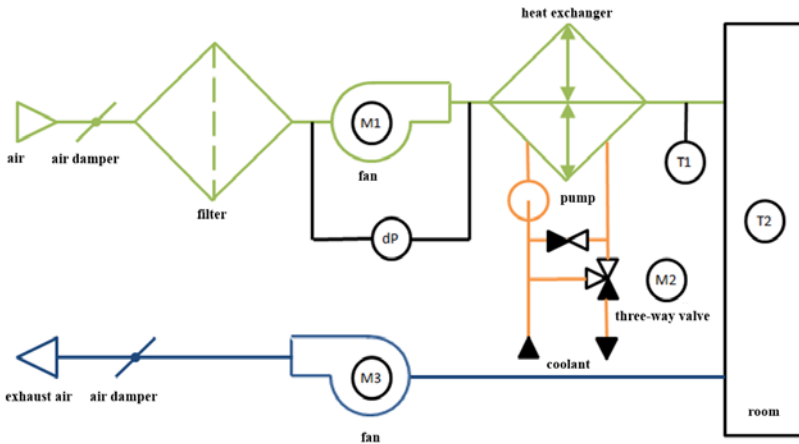 heat exchanger
M1
air
air damper
fan
T1
filter
pump
dP
T2
M2
three-way valve
coolant
M3
exhaust air
air damper
room
fan